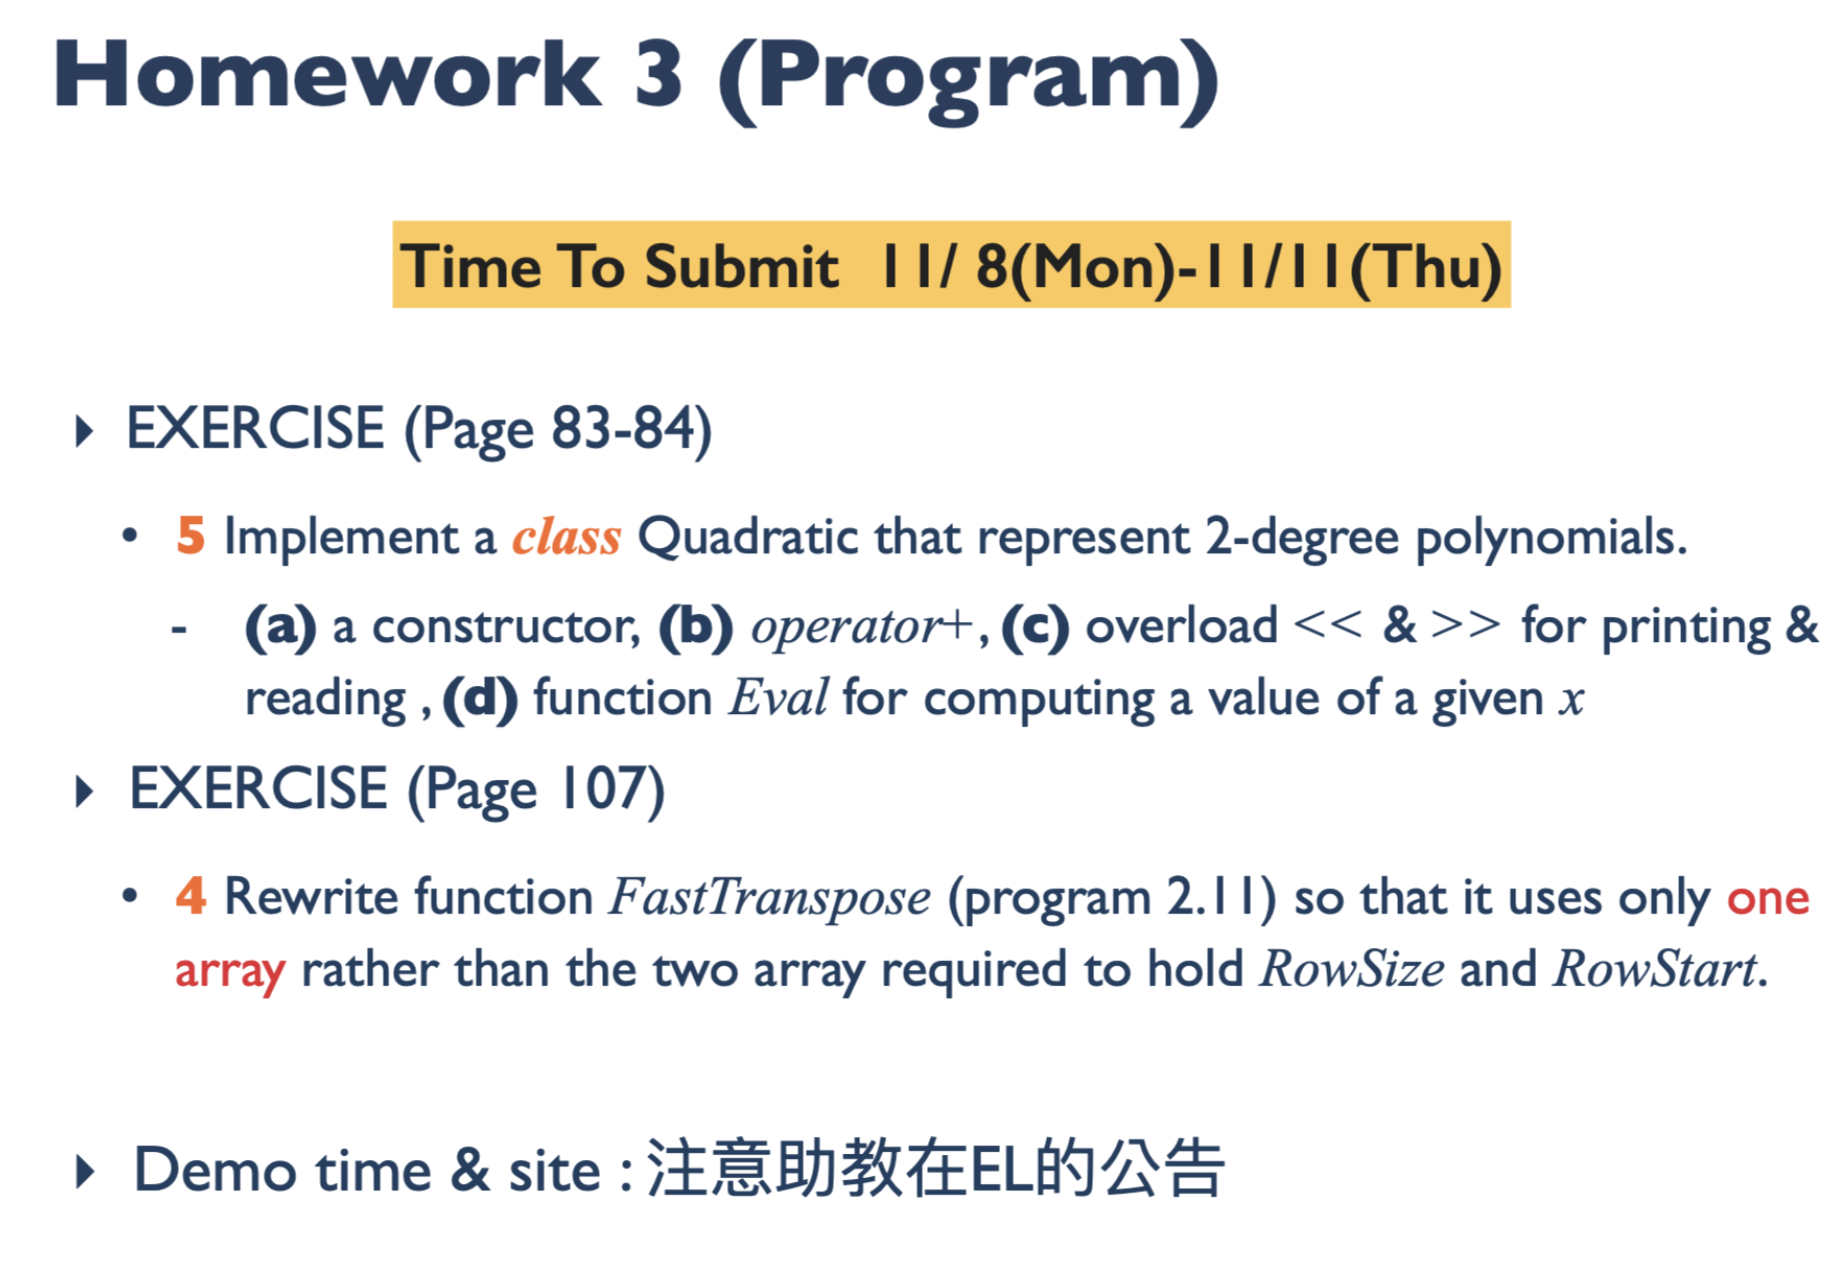 Homework 3 (Program)
Time To Submit 11/ 8(Mon)-11/11(Thu)
EXERCISE (Page 83-84)
• 5 Implement a class Quadratic that represent 2-degree polynomials.
- (a) a constructor, (b) operator+, (c) overload << & >> for printing &
reading , (d) function Eval for computing a value of a given x
EXERCISE (Page 107)
• 4 Rewrite function FastTranspose (program 2.11) so that it uses only one
array rather than the two array required to hold RowSize and RowStart.
Demo time & site : 注意助教在EL的公告